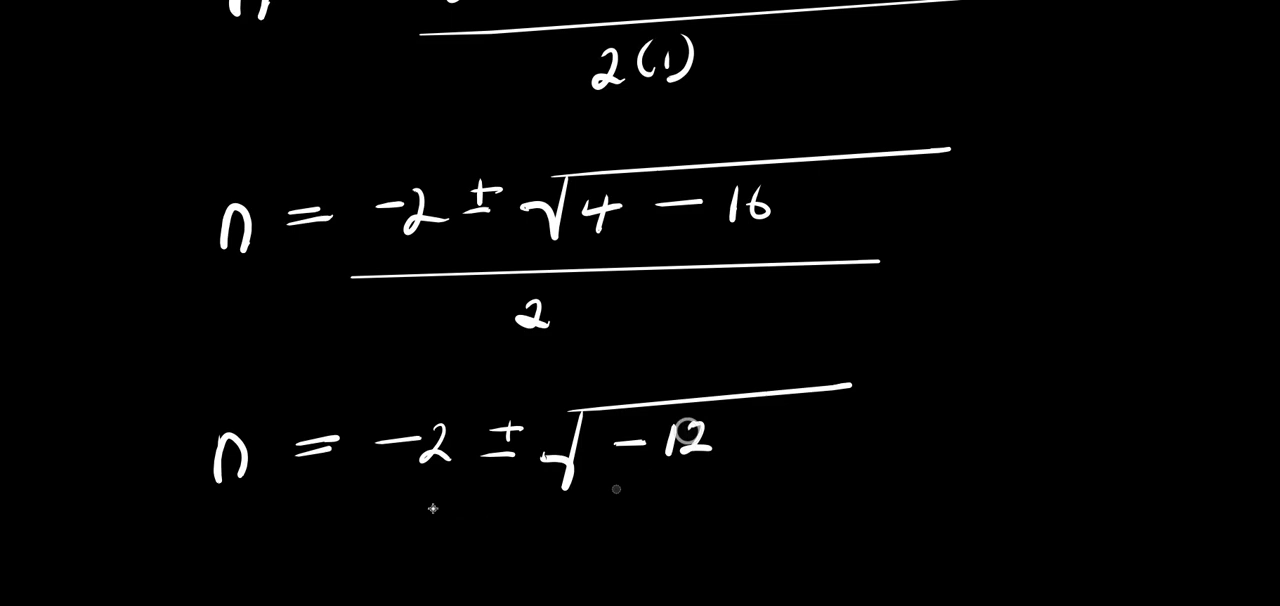 2(1)
n = -2 ± √4 - 16
2
n = -2 ± √-12